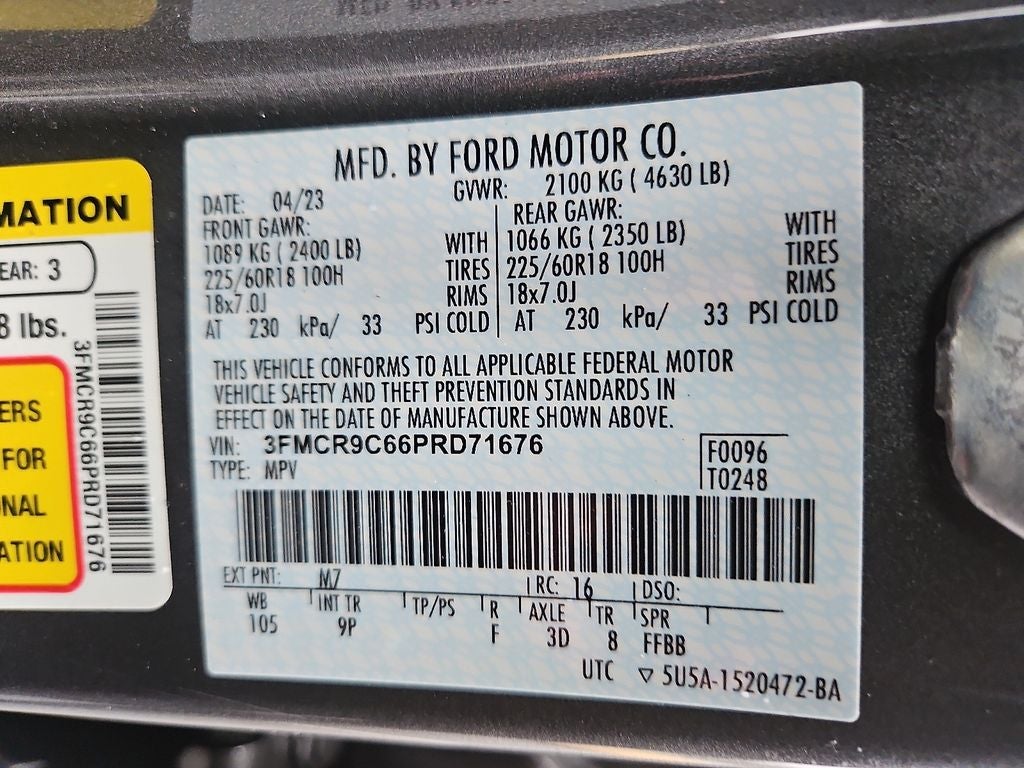 MFD. BY FORD MOTOR CO.
DATE: 04/23 GVWR: 2100 KG ( 4630 LB)
FRONT GAWR: REAR GAWR:
1089 KG ( 2400 LB) WITH 1066 KG ( 2350 LB) WITH
225/60R18 100H TIRES 225/60R18 100H TIRES
18x7.0J RIMS 18x7.0J RIMS
AT 230 kPa/ 33 PSI COLD AT 230 kPa/ 33 PSI COLD
THIS VEHICLE CONFORMS TO ALL APPLICABLE FEDERAL MOTOR
VEHICLE SAFETY AND THEFT PREVENTION STANDARDS IN
EFFECT ON THE DATE OF MANUFACTURE SHOWN ABOVE.
VIN: 3FMCR9C66PRD71676
TYPE: MPV
F0096
T0248
EXT PNT: M7 RC: 16 DSO:
WB INT TR TP/PS R AXLE TR SPR
105 9P F 3D 8 FFBB
UTC ▽ 5U5A-1520472-BA
MATION
EAR: 3
8 lbs.
3FMCR9C66PRD71676
ERS
FOR
NAL
ATION